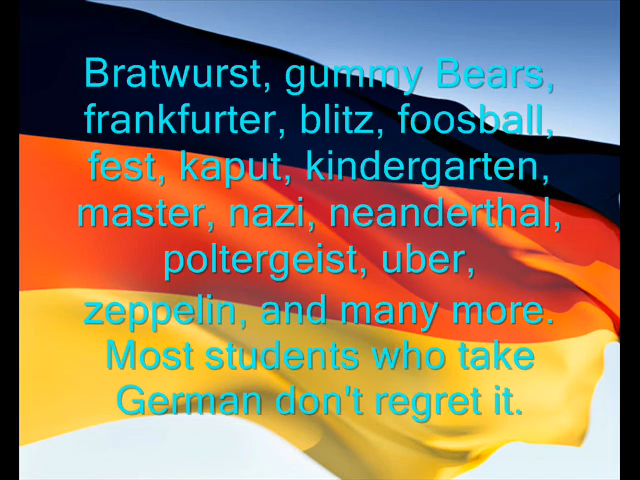 Bratwurst, gummy Bears,
frankfurter, blitz, foosball,
fest, kaput, kindergarten,
master, nazi, neanderthal,
poltergeist, uber,
zeppelin, and many more.
Most students who take
German don't regret it.